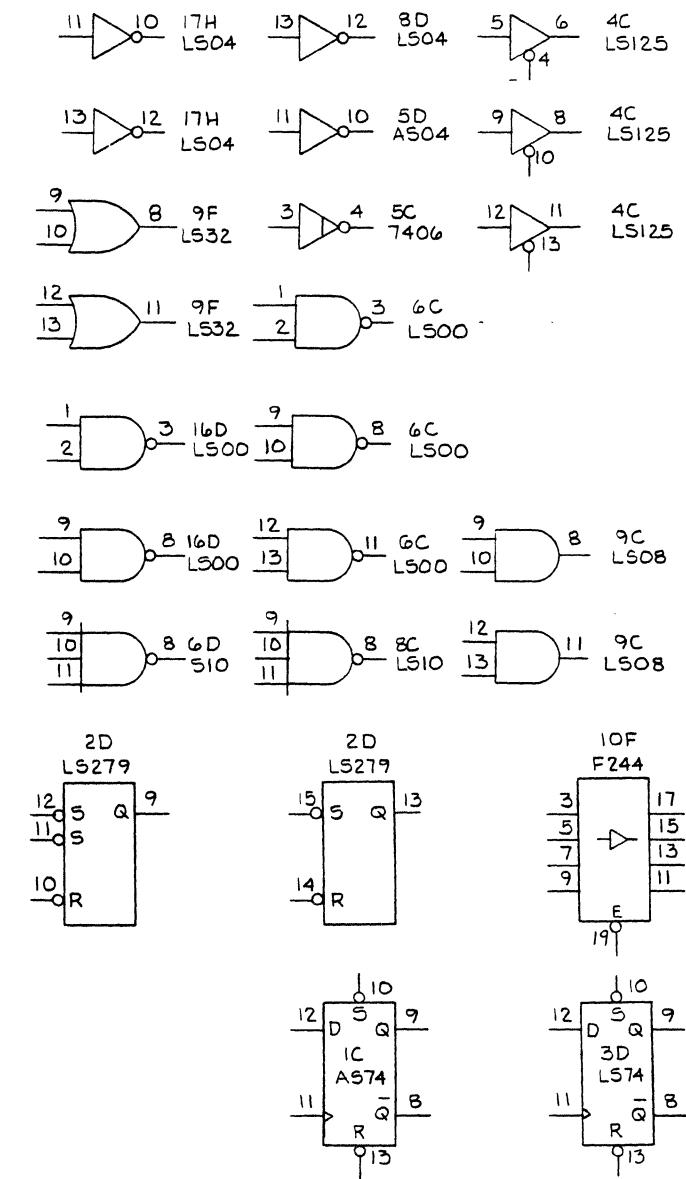 11 10 17H 13 12 8D 5 6 4C
LS04 LS04 4 LS125
13 12 17H 11 10 5D 9 8 4C
LS04 AS04 10 LS125
9 8 9F 3 4 5C 12 11 4C
10 LS32 7406 13 LS125
12 11 9F 1 3 6C
13 LS32 2 LS00
1 3 16D 9 8 6C
2 LS00 10 LS00
9 8 16D 12 11 6C 9 8 9C
10 LS00 13 LS00 10 LS08
9 9
10 8 6D 10 8 8C 12 11 9C
11 S10 11 LS10 13 LS08
2D 2D 10F
LS279 LS279 F244
12 S Q 9 15 S Q 13 3 17
11 S 5 15
7 13
10 R 14 R 9 11
E
19
10 10
S S
12 D Q 9 12 D Q 9
1C 3D
AS74 LS74
11 Q̅ 8 11 Q̅ 8
R R
13 13